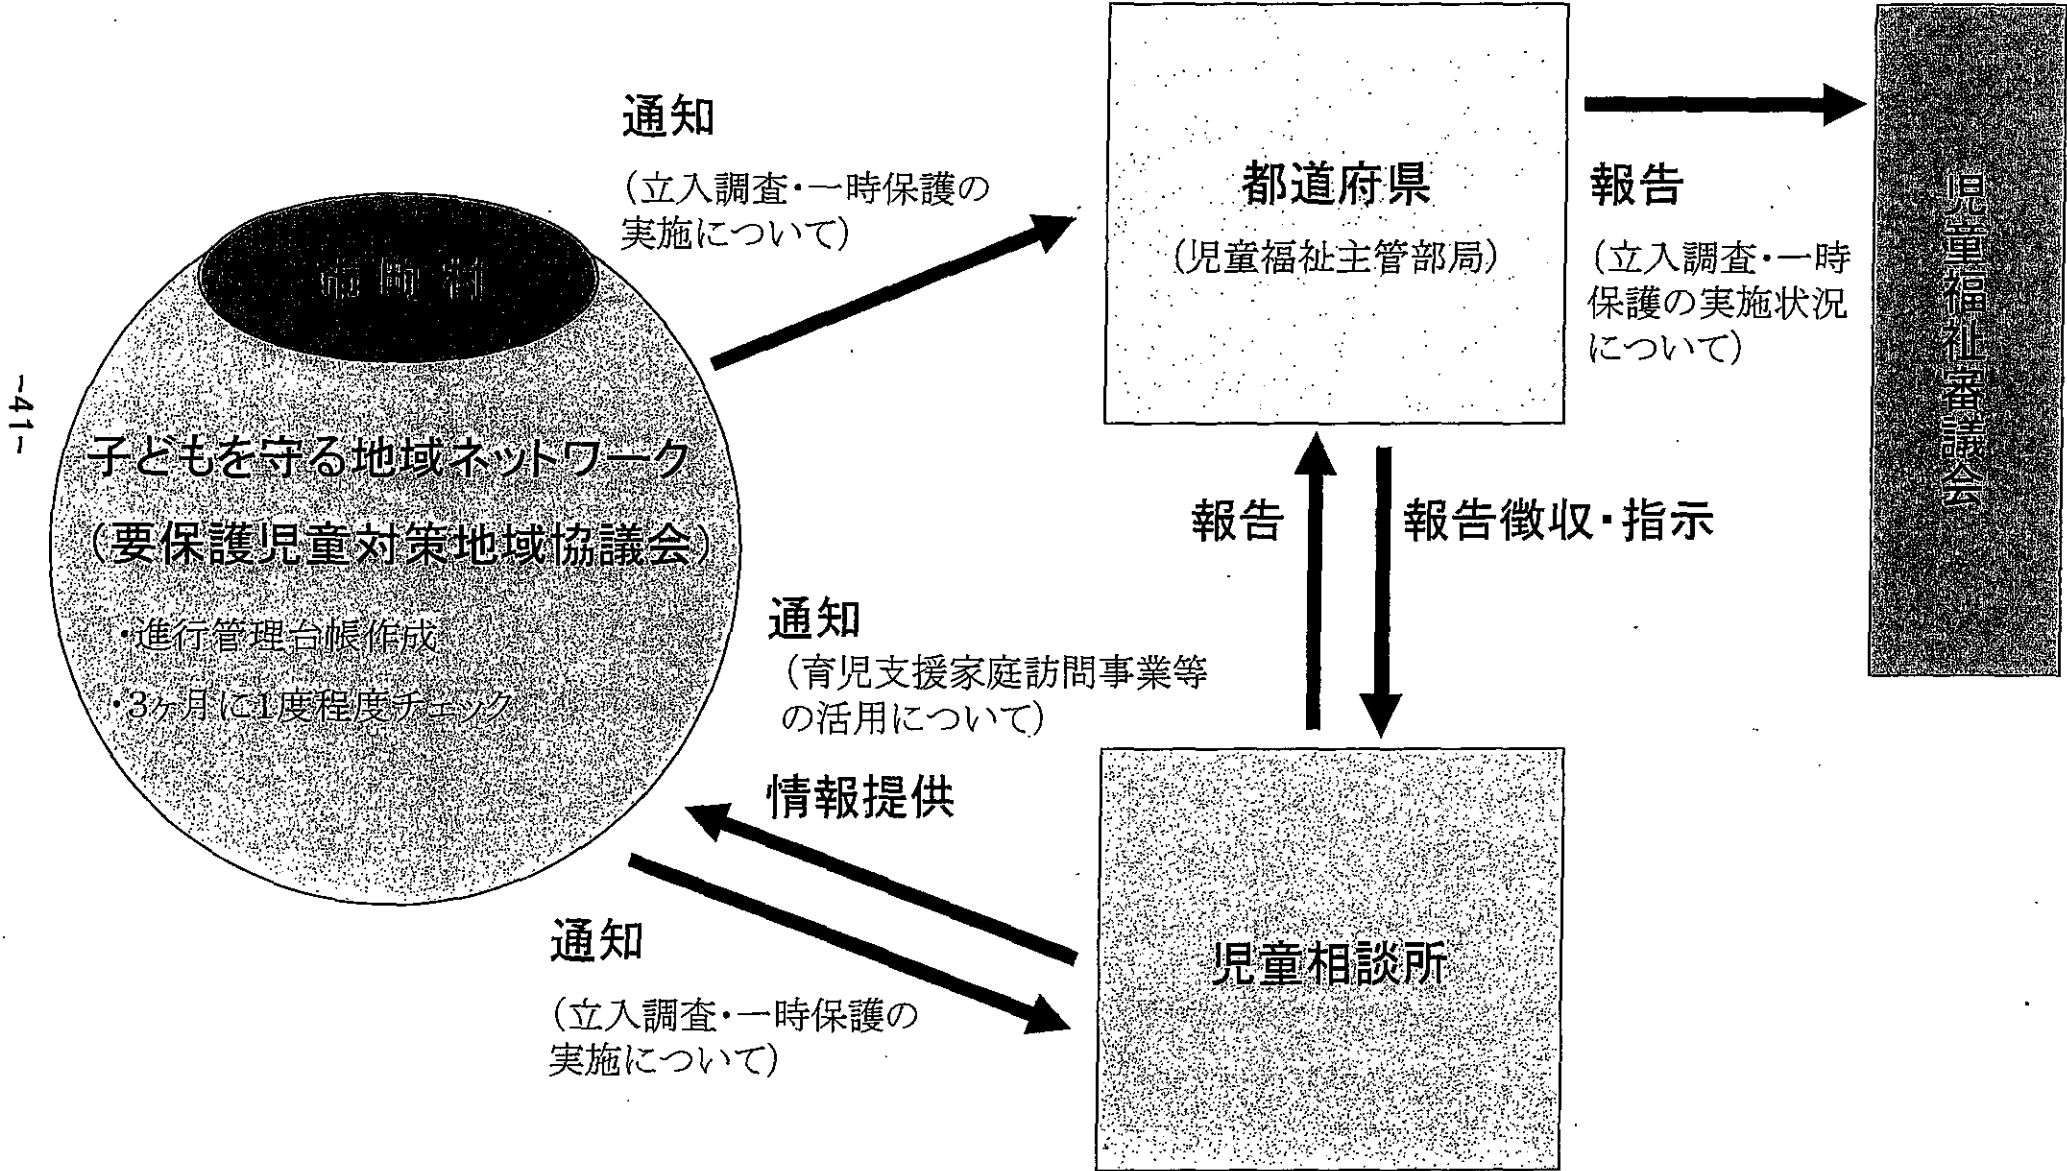 -41-
市町村
子どもを守る地域ネットワーク
(要保護児童対策地域協議会)
・進行管理台帳作成
・3ヶ月に1度程度チェック
通知
(立入調査・一時保護の
実施について)
都道府県
(児童福祉主管部局)
報告
(立入調査・一時
保護の実施状況
について)
児童福祉審議会
報告
報告徴収・指示
通知
(育児支援家庭訪問事業等
の活用について)
情報提供
通知
(立入調査・一時保護の
実施について)
児童相談所